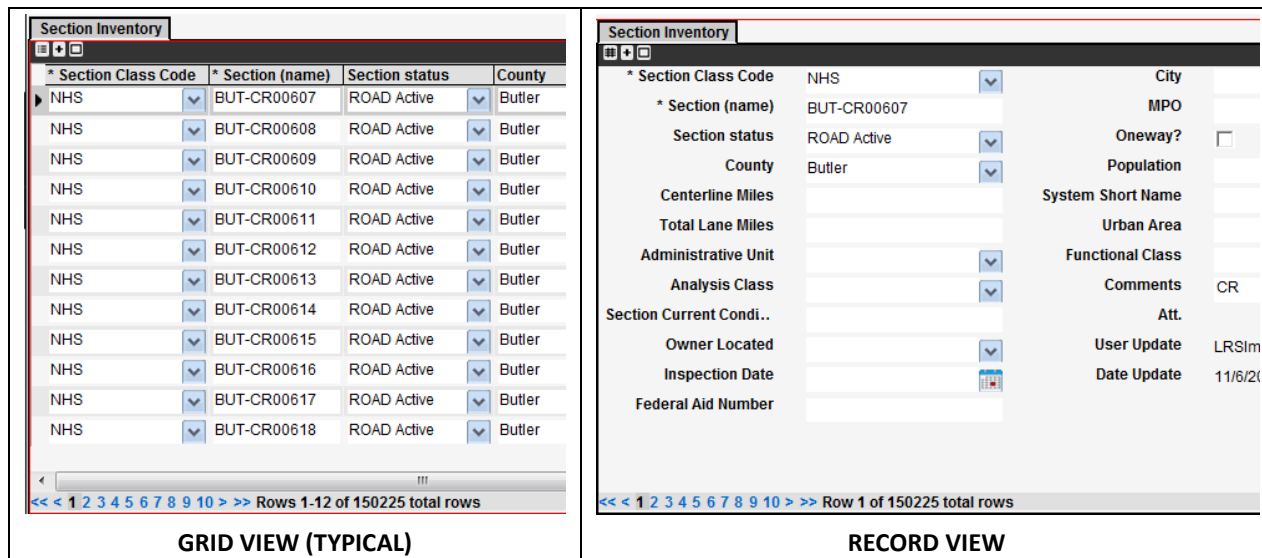 Section Inventory
* Section Class Code * Section (name) Section status County
NHS BUT-CR00607 ROAD Active Butler
NHS BUT-CR00608 ROAD Active Butler
NHS BUT-CR00609 ROAD Active Butler
NHS BUT-CR00610 ROAD Active Butler
NHS BUT-CR00611 ROAD Active Butler
NHS BUT-CR00612 ROAD Active Butler
NHS BUT-CR00613 ROAD Active Butler
NHS BUT-CR00614 ROAD Active Butler
NHS BUT-CR00615 ROAD Active Butler
NHS BUT-CR00616 ROAD Active Butler
NHS BUT-CR00617 ROAD Active Butler
NHS BUT-CR00618 ROAD Active Butler
<< < 1 2 3 4 5 6 7 8 9 10 > >> Rows 1-12 of 150225 total rows
GRID VIEW (TYPICAL)
Section Inventory
* Section Class Code NHS City
* Section (name) BUT-CR00607 MPO
Section status ROAD Active Oneway?
County Butler Population
Centerline Miles System Short Name
Total Lane Miles Urban Area
Administrative Unit Functional Class
Analysis Class Comments CR
Section Current Condi.. Att.
Owner Located User Update LRSIm
Inspection Date Date Update 11/6/20
Federal Aid Number
<< < 1 2 3 4 5 6 7 8 9 10 > >> Row 1 of 150225 total rows
RECORD VIEW